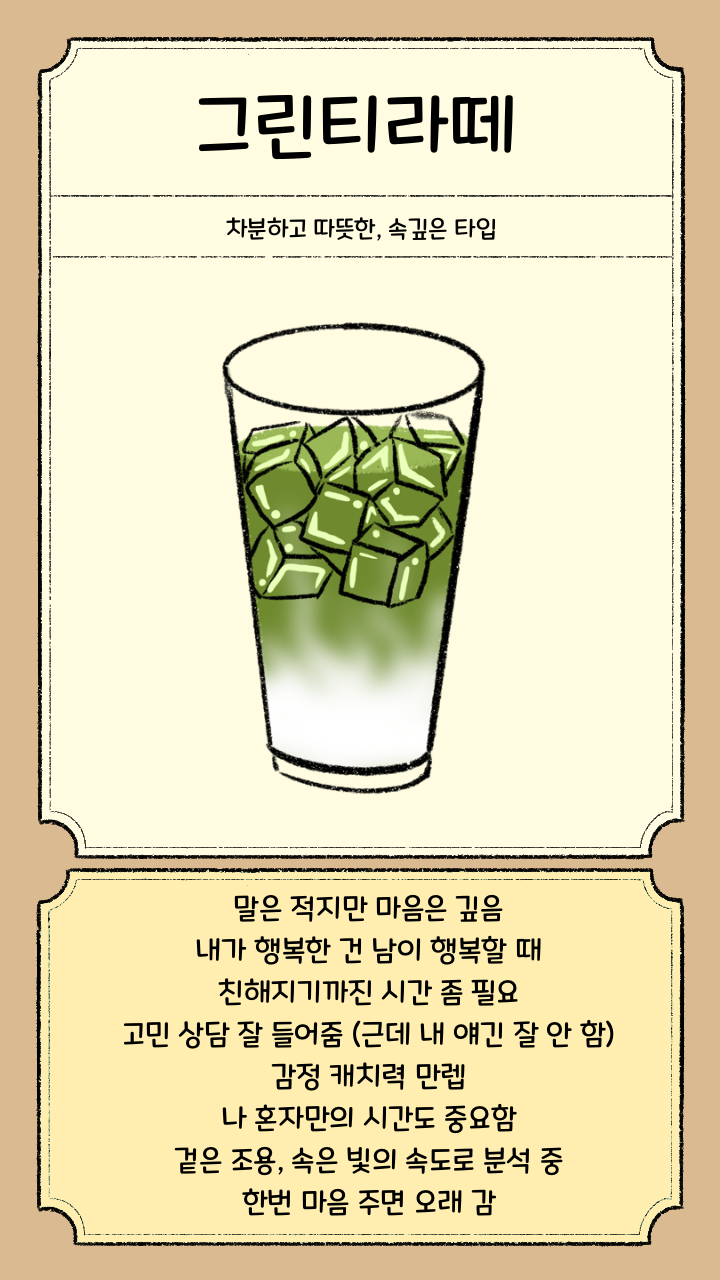 그린티라떼
차분하고 따뜻한, 속깊은 타입
말은 적지만 마음은 깊음
내가 행복한 건 남이 행복할 때
친해지기까진 시간 좀 필요
고민 상담 잘 들어줌 (근데 내 얘긴 잘 안 함)
감정 캐치력 만렙
나 혼자만의 시간도 중요함
겉은 조용, 속은 빛의 속도로 분석 중
한번 마음 주면 오래 감